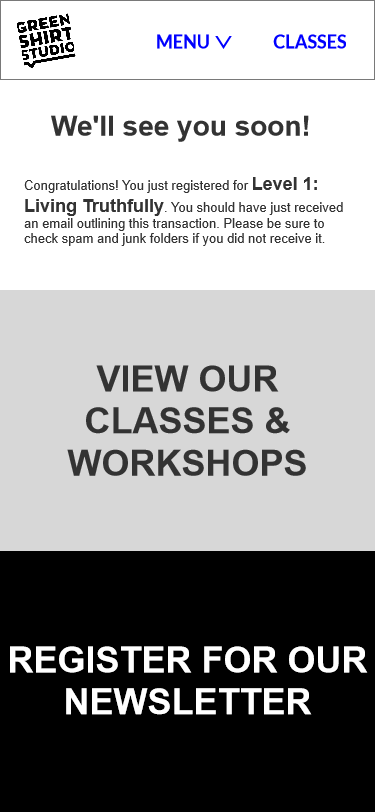 GREEN
SHIRT
STUDIO
MENU CLASSES
We'll see you soon!
Congratulations! You just registered for Level 1:
Living Truthfully. You should have just received
an email outlining this transaction. Please be sure to
check spam and junk folders if you did not receive it.
VIEW OUR
CLASSES &
WORKSHOPS
REGISTER FOR OUR
NEWSLETTER